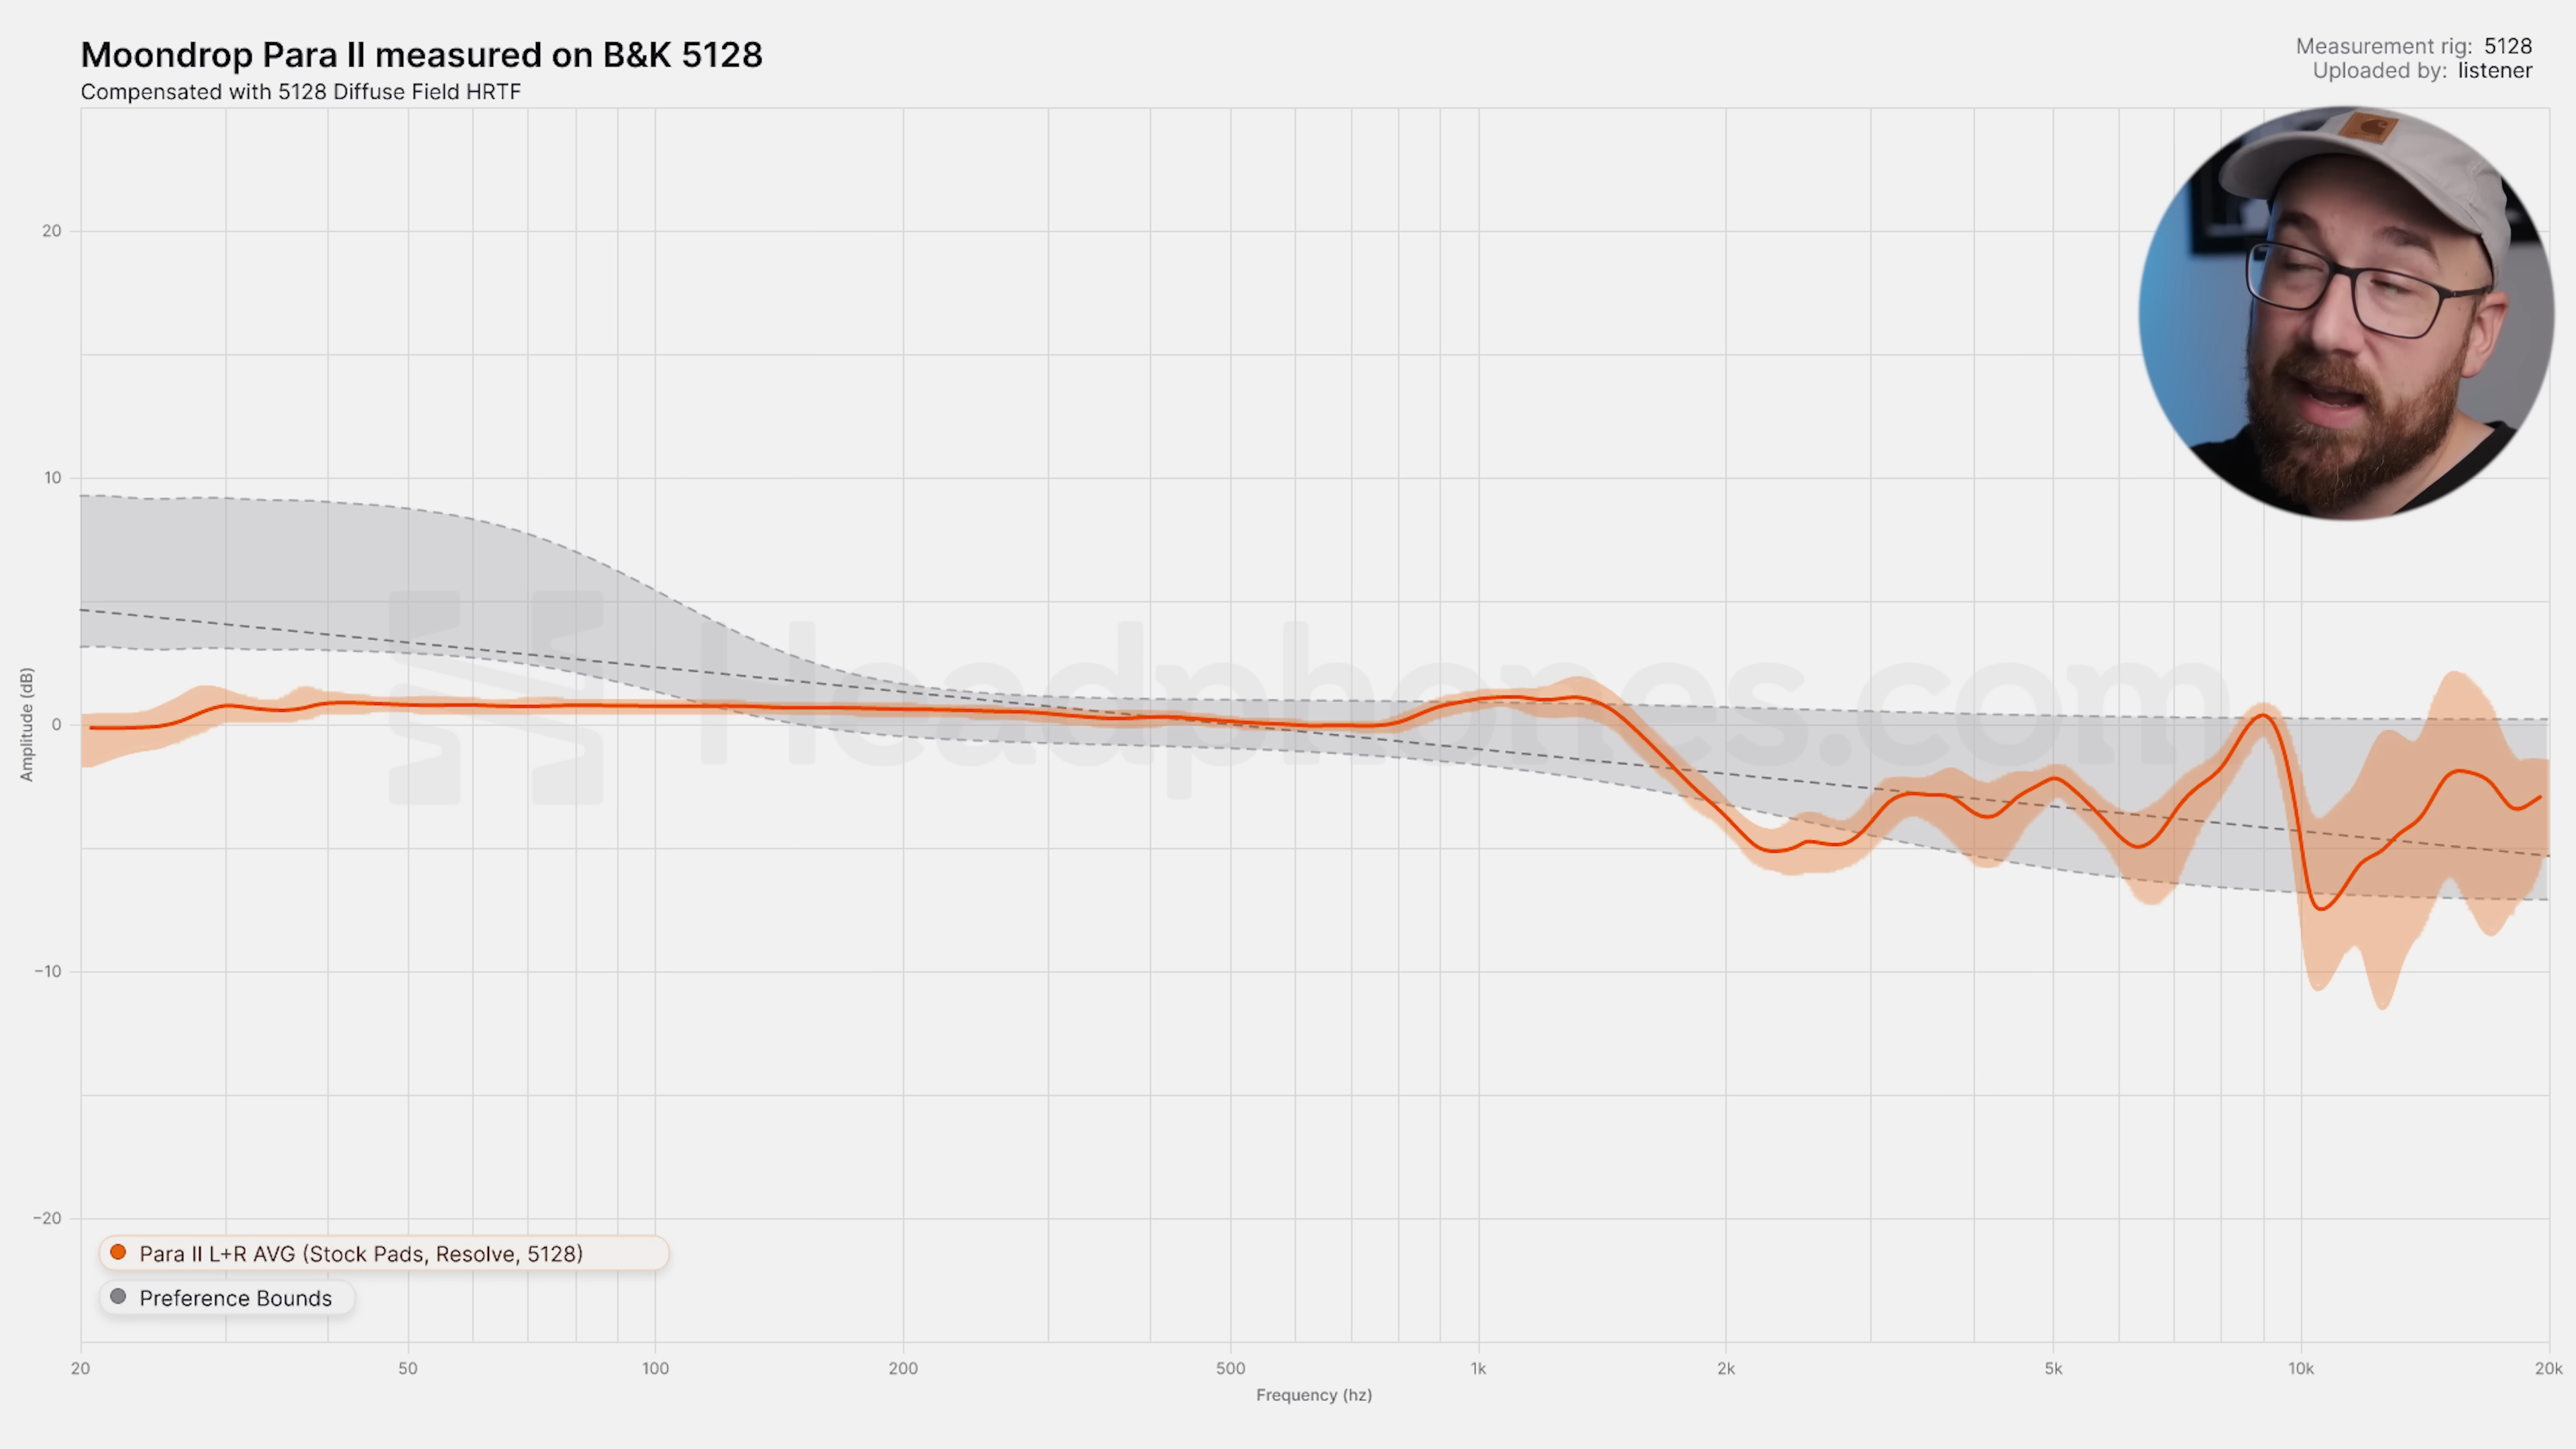 Moondrop Para II measured on B&K 5128
Compensated with 5128 Diffuse Field HRTF
Measurement rig: 5128
Uploaded by: listener
20
10
0
−10
−20
Amplitude (dB)
Headphones.com
Para II L+R AVG (Stock Pads, Resolve, 5128)
Preference Bounds
20 50 100 200 500 1k 2k 5k 10k 20k
Frequency (hz)